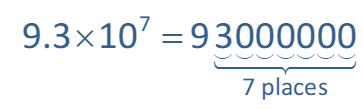 9.3×10⁷ = 93000000
7 places